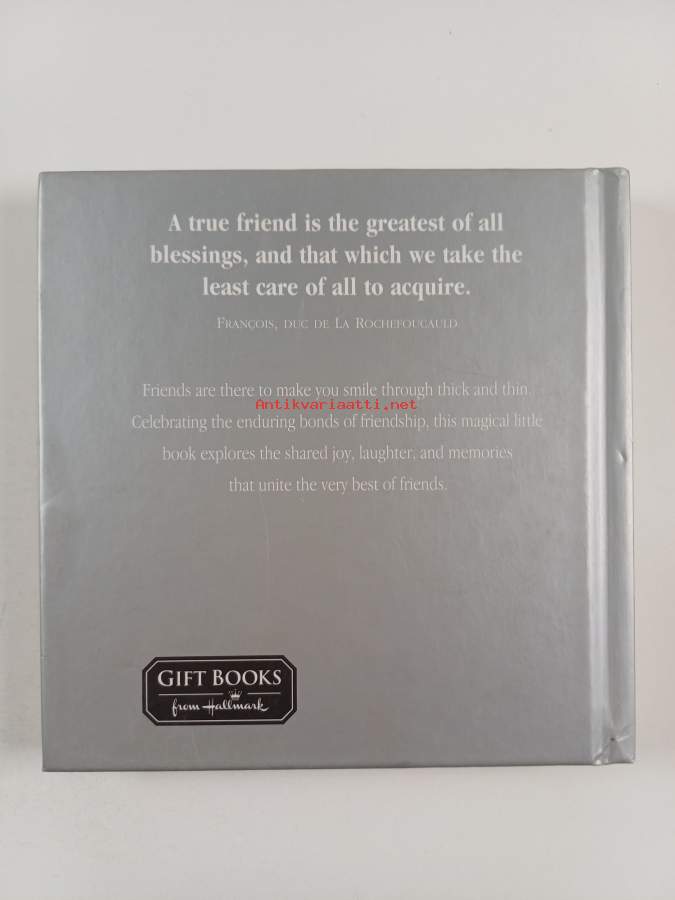 A true friend is the greatest of all
blessings, and that which we take the
least care of all to acquire.
François, duc de La Rochefoucauld
Friends are there to make you smile through thick and thin.
Antikvariaatti.net
Celebrating the enduring bonds of friendship, this magical little
book explores the shared joy, laughter, and memories
that unite the very best of friends.
GIFT BOOKS
from Hallmark